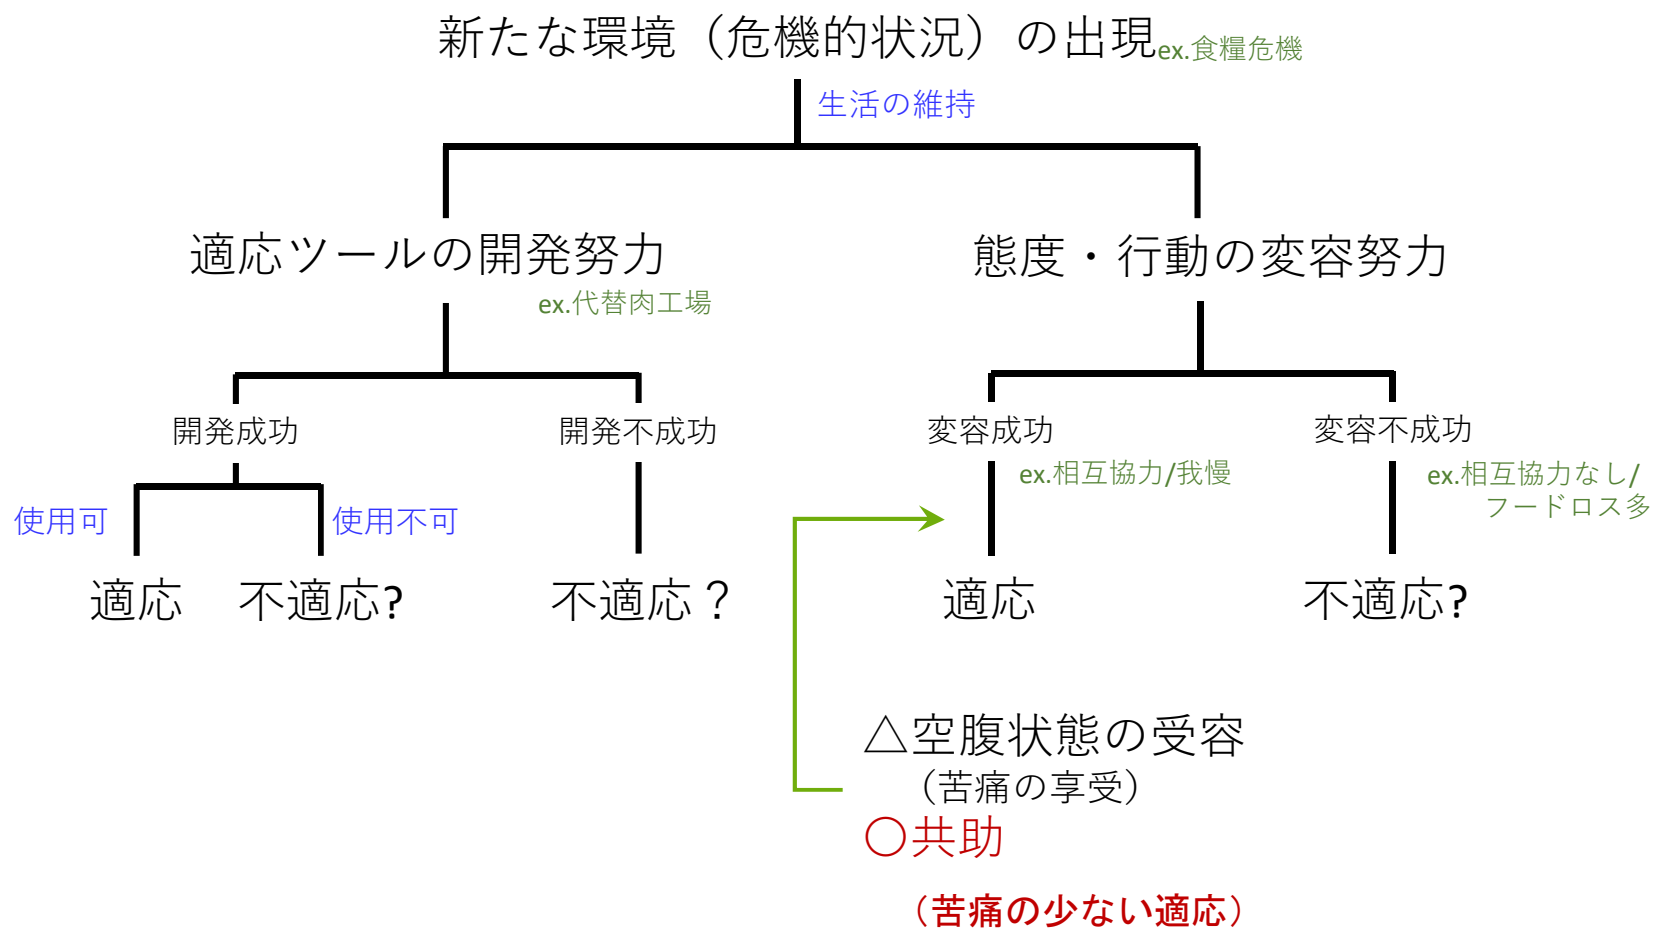 新たな環境（危機的状況）の出現ex.食糧危機
生活の維持
適応ツールの開発努力
ex.代替肉工場
態度・行動の変容努力
開発成功
開発不成功
変容成功
ex.相互協力/我慢
変容不成功
ex.相互協力なし/
フードロス多
使用可
使用不可
適応
不適応?
不適応？
適応
不適応?
△空腹状態の受容
（苦痛の享受）
〇共助
（苦痛の少ない適応）